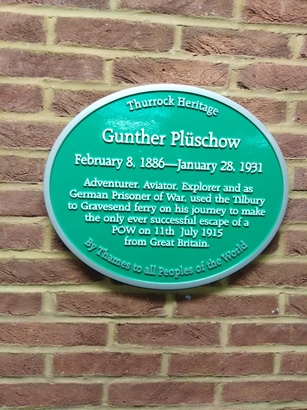 Thurrock Heritage
Gunther Plüschow
February 8, 1886—January 28, 1931
Adventurer, Aviator, Explorer and as
German Prisoner of War, used the Tilbury
to Gravesend ferry on his journey to make
the only ever successful escape of a
POW on 11th July 1915
from Great Britain.
By Thames to all Peoples of the World